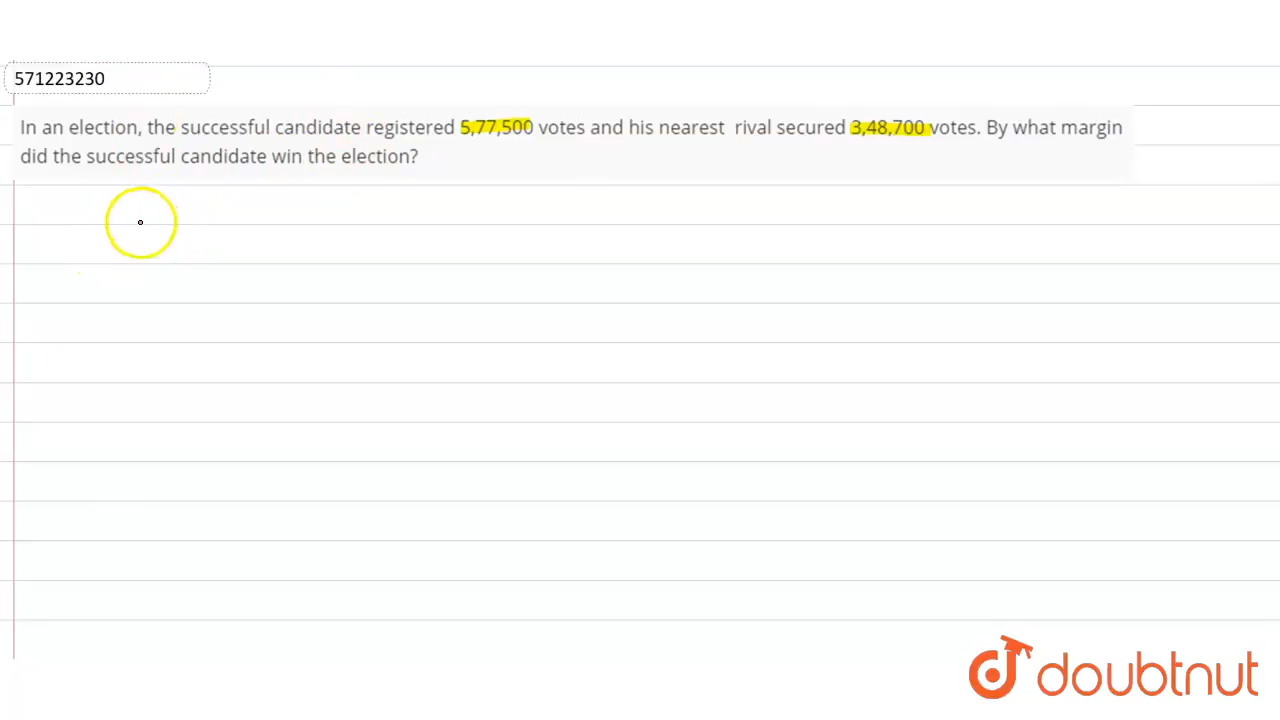 571223230
In an election, the successful candidate registered 5,77,500 votes and his nearest rival secured 3,48,700 votes. By what margin
did the successful candidate win the election?
doubtnut